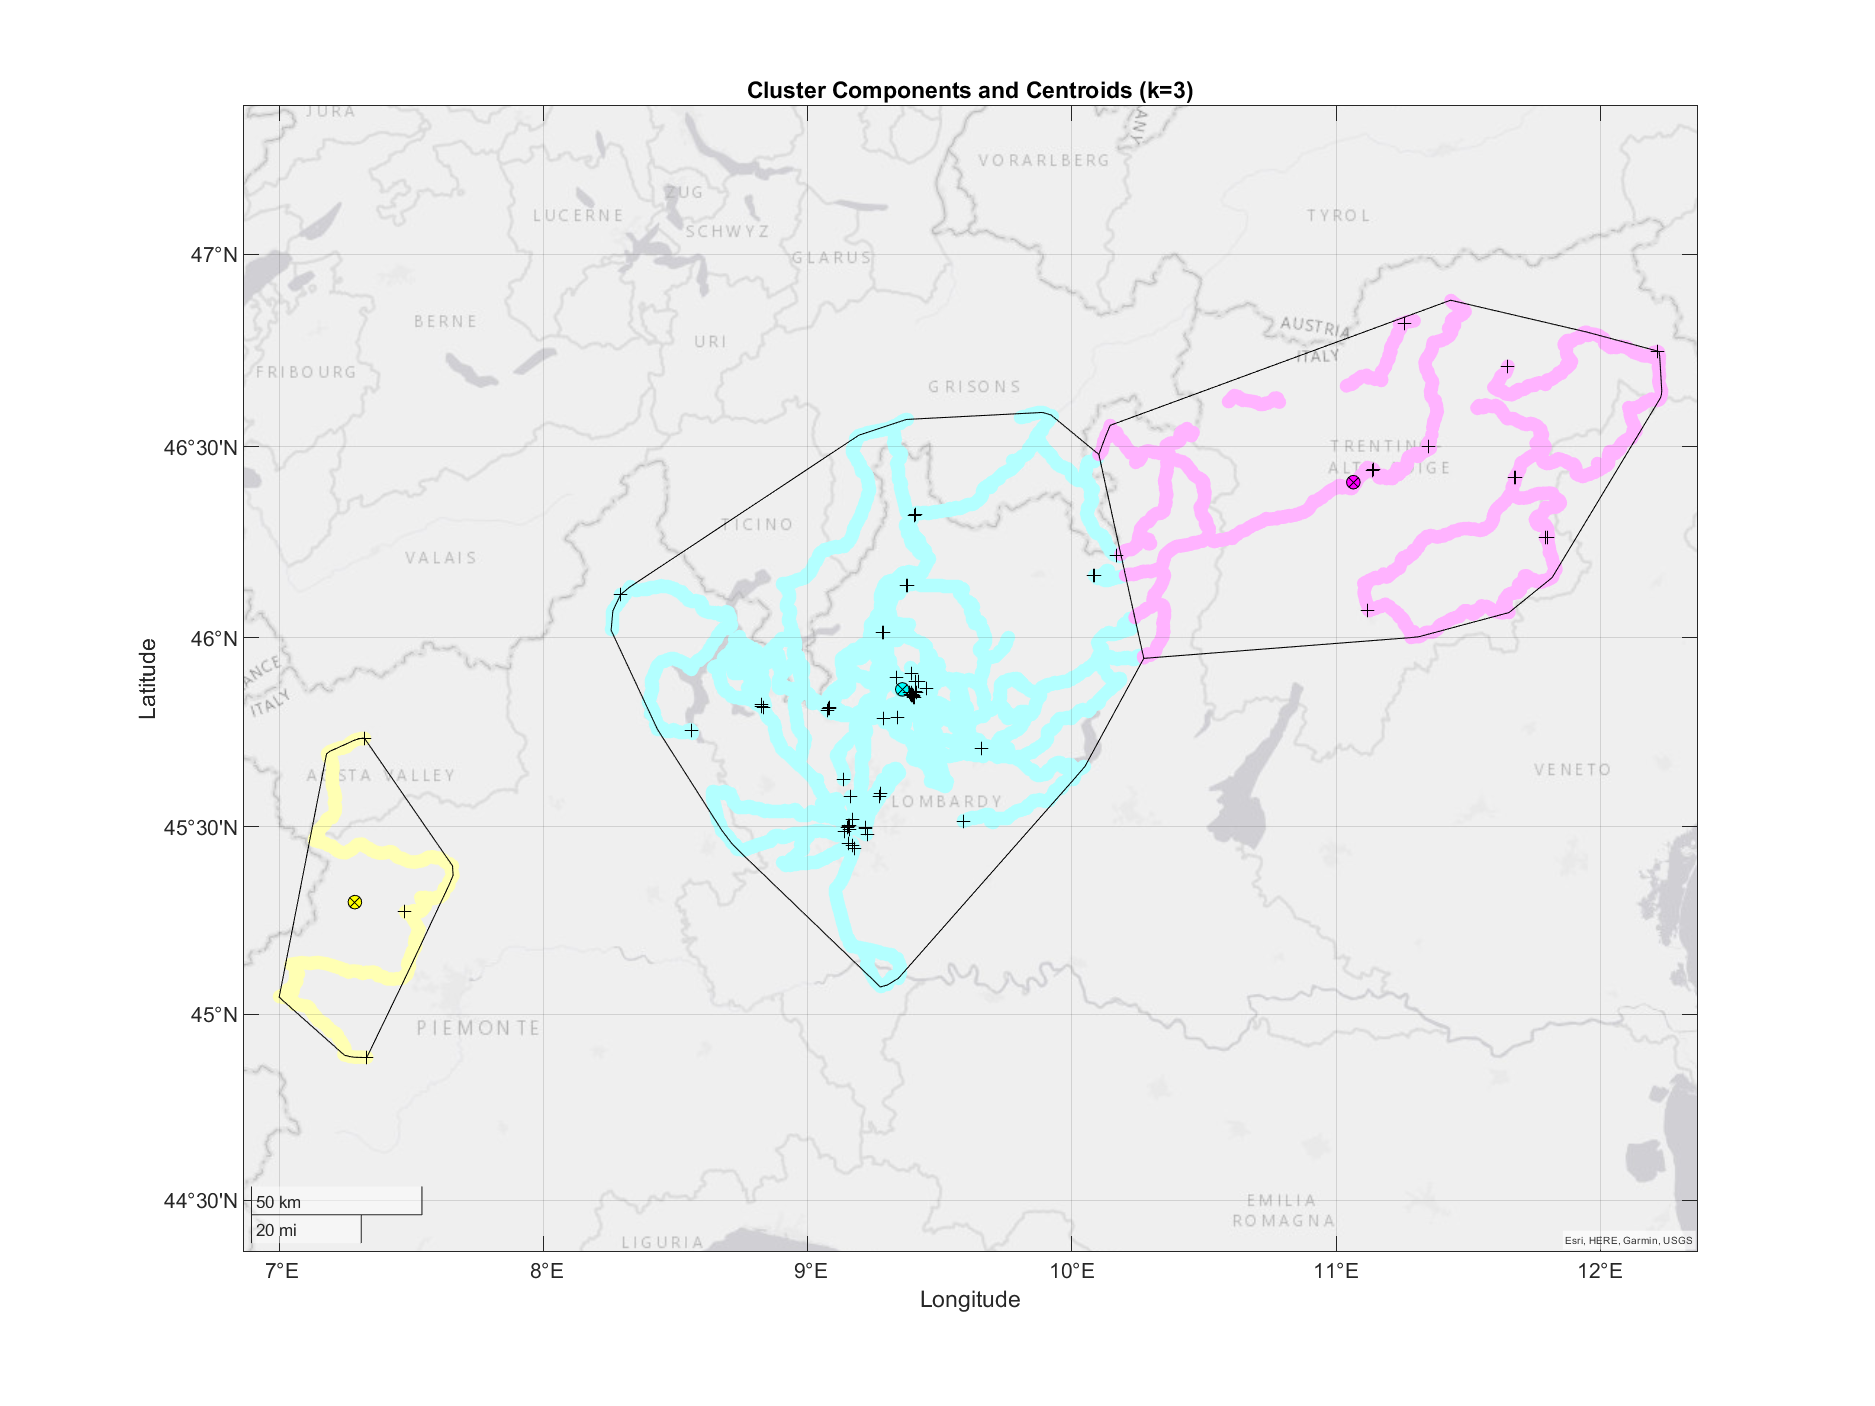 Cluster Components and Centroids (k=3)
JURA
ANY
VORARLBERG
ZUG
LUCERNE
TYROL
SCHWYZ
47°N
GLARUS
BERNE
AUSTRIA
URI
ITALY
FRIBOURG
GRISONS
46°30'N
TRENTIN
ALT IGE
TICINO
VALAIS
46°N
ANCE
ITALY
Latitude
AOSTA VALLEY
VENETO
LOMBARDY
45°30'N
45°N
PIEMONTE
44°30'N
50 km
EMILIA
ROMAGNA
20 mi
LIGURIA
Esri, HERE, Garmin, USGS
7°E
8°E
9°E
10°E
11°E
12°E
Longitude